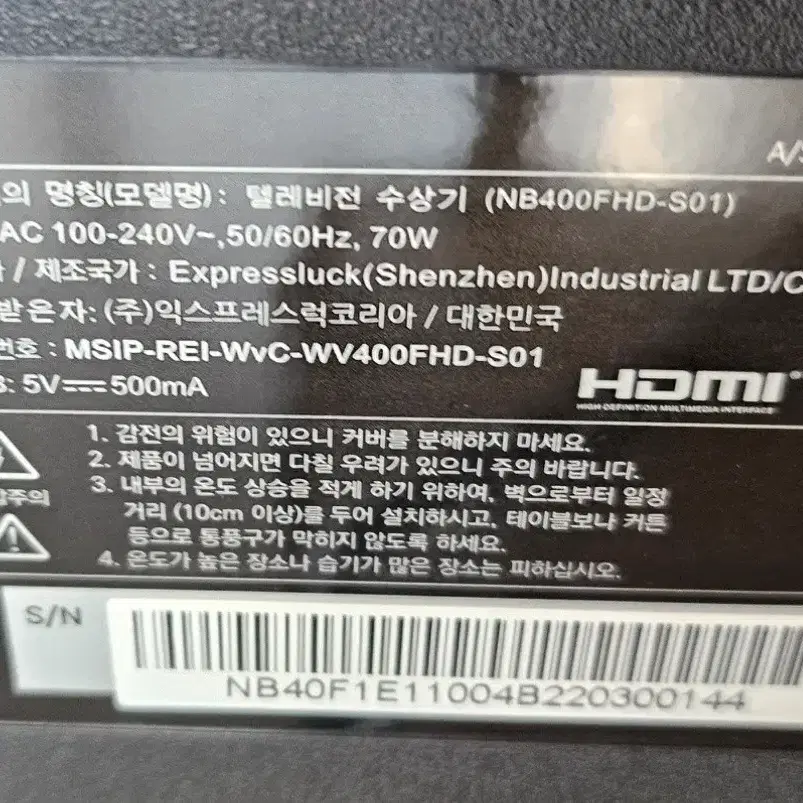 A/
의 명칭(모델명): 텔레비전 수상기 (NB400FHD-S01)
AC 100-240V~,50/60Hz, 70W
/ 제조국가 : Expressluck(Shenzhen)Industrial LTD/C
받은자: (주)익스프레스럭코리아 / 대한민국
번호 : MSIP-REI-WvC-WV400FHD-S01
: 5V⎓500mA
HDMI
HIGH DEFINITION MULTIMEDIA INTERFACE
1. 감전의 위험이 있으니 커버를 분해하지 마세요.
2. 제품이 넘어지면 다칠 우려가 있으니 주의 바랍니다.
3. 내부의 온도 상승을 적게 하기 위하여, 벽으로부터 일정
주의
거리 (10cm 이상)를 두어 설치하시고, 테이블보나 커튼
등으로 통풍구가 막히지 않도록 하세요.
4. 온도가 높은 장소나 습기가 많은 장소는 피하십시오.
S/N
NB40F1E11004B220300144